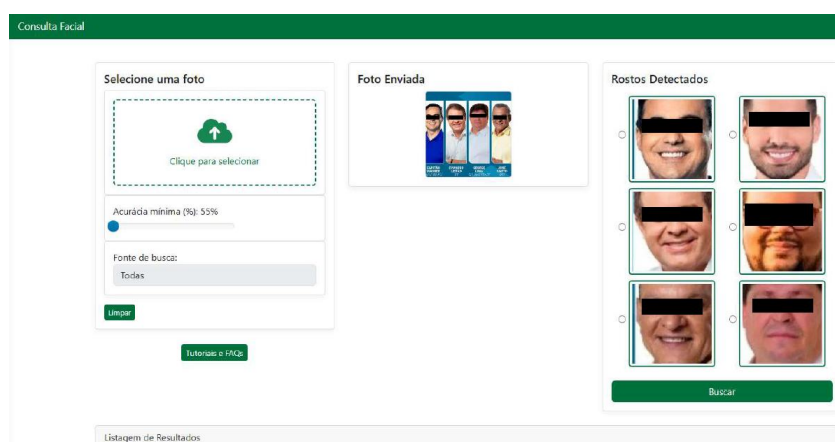 Consulta Facial
Selecione uma foto
Clique para selecionar
Acurácia mínima (%): 55%
Fonte de busca:
Todas
Limpar
Tutoriais e FAQs
Foto Enviada
Rostos Detectados
Buscar
Listagem de Resultados